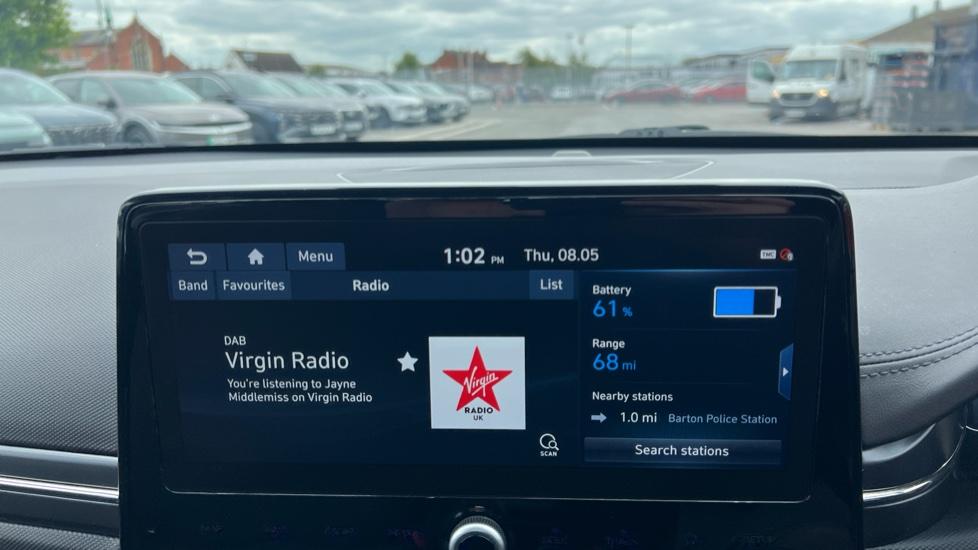 Menu
1:02 PM
Thu, 08.05
TMC
Band
Favourites
Radio
List
DAB
Virgin Radio
You're listening to Jayne
Middlemiss on Virgin Radio
Virgin
RADIO
UK
SCAN
Battery
61 %
Range
68 mi
Nearby stations
1.0 mi Barton Police Station
Search stations